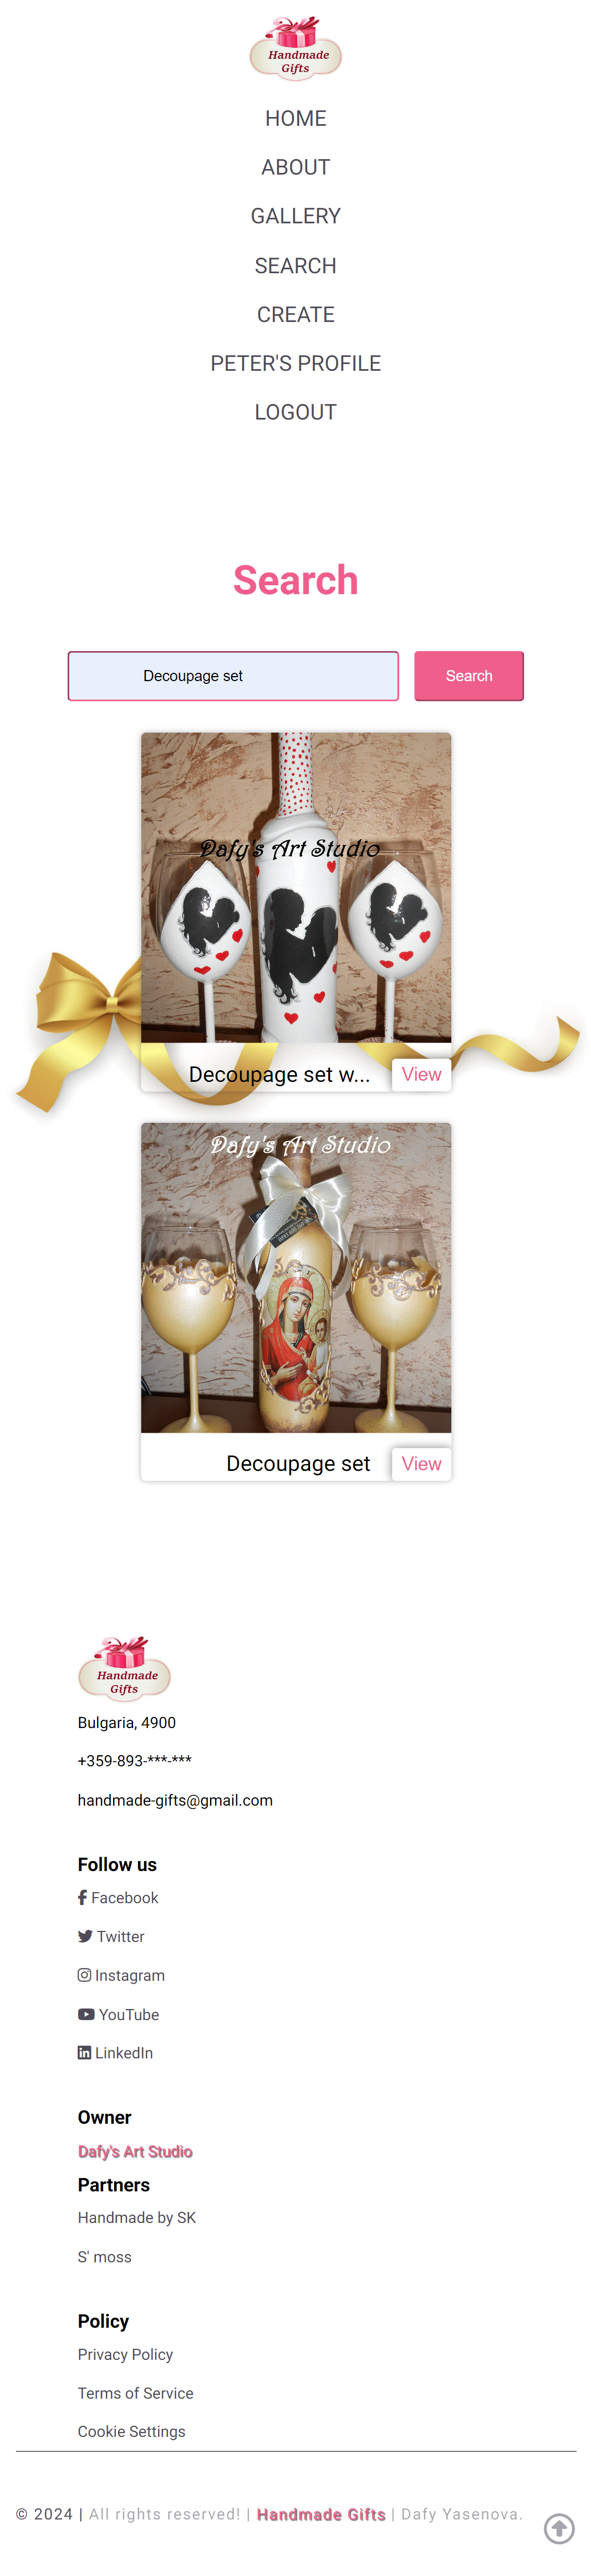 Handmade
Gifts
HOME
ABOUT
GALLERY
SEARCH
CREATE
PETER'S PROFILE
LOGOUT
Search
Decoupage set
Search
Dafy's Art Studio
Decoupage set w...
View
Dafy's Art Studio
Decoupage set
View
Handmade
Gifts
Bulgaria, 4900
+359-893-***-***
handmade-gifts@gmail.com
Follow us
Facebook
Twitter
Instagram
YouTube
LinkedIn
Owner
Dafy's Art Studio
Partners
Handmade by SK
S' moss
Policy
Privacy Policy
Terms of Service
Cookie Settings
© 2024 | All rights reserved! | Handmade Gifts | Dafy Yasenova.